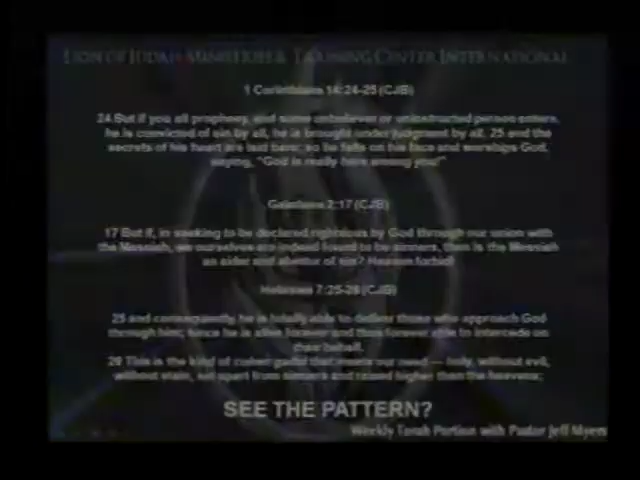 LION OF JUDAH MINISTRIES & TRAINING CENTER INTERNATIONAL
1 Corinthians 14:24-25 (CJB)
24 But if you all prophesy, and some unbeliever or uninstructed person enters,
he is convicted of sin by all, he is brought under judgment by all, 25 and the
secrets of his heart are laid bare; so he falls on his face and worships God,
saying, "God is really here among you!"
Galatians 2:17 (CJB)
17 But if, in seeking to be declared righteous by God through our union with
the Messiah, we ourselves are indeed found to be sinners, then is the Messiah
an aider and abettor of sin? Heaven forbid!
Hebrews 7:25-26 (CJB)
25 and consequently, he is totally able to deliver those who approach God
through him; since he is alive forever and thus forever able to intercede on
their behalf.
26 This is the kind of cohen gadol that meets our need — holy, without evil,
without stain, set apart from sinners and raised higher than the heavens;
SEE THE PATTERN?
Weekly Torah Portion with Pastor Jeff Myers